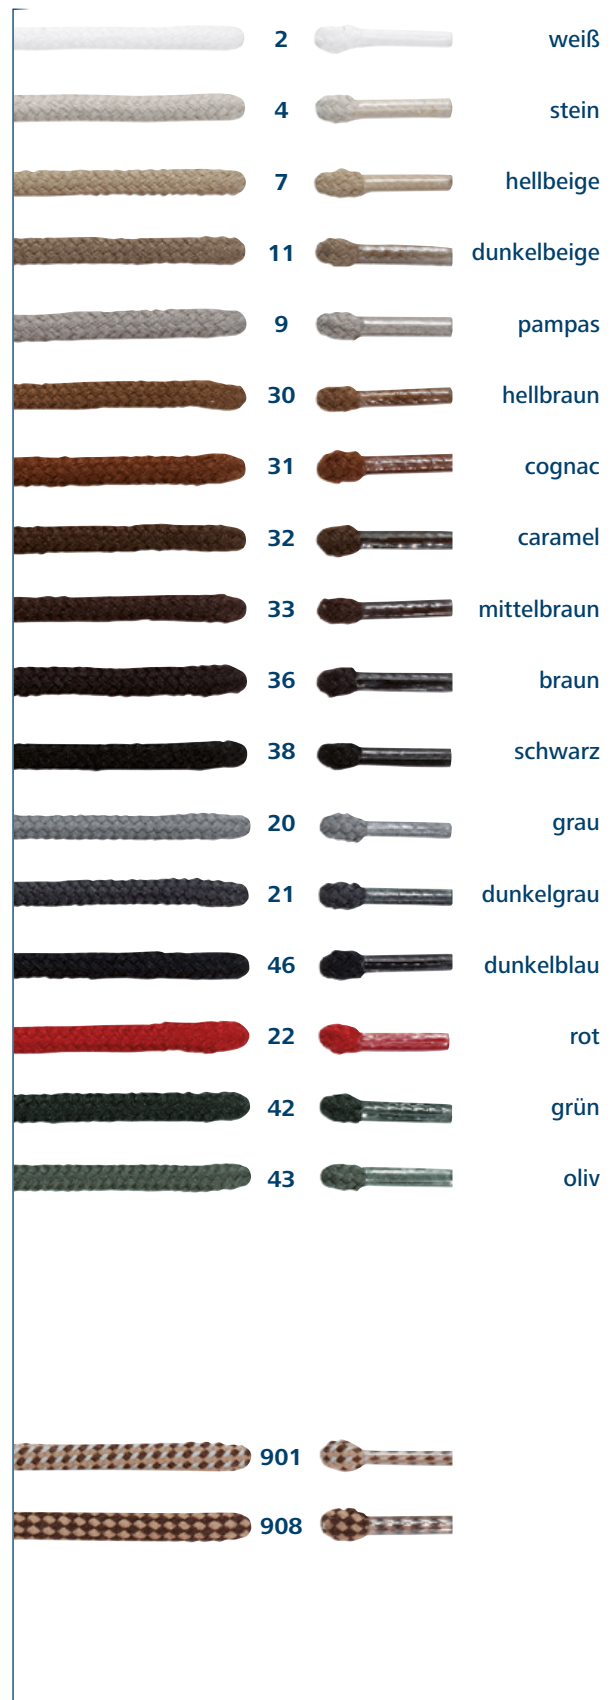 2 weiß
4 stein
7 hellbeige
11 dunkelbeige
9 pampas
30 hellbraun
31 cognac
32 caramel
33 mittelbraun
36 braun
38 schwarz
20 grau
21 dunkelgrau
46 dunkelblau
22 rot
42 grün
43 oliv
901
908